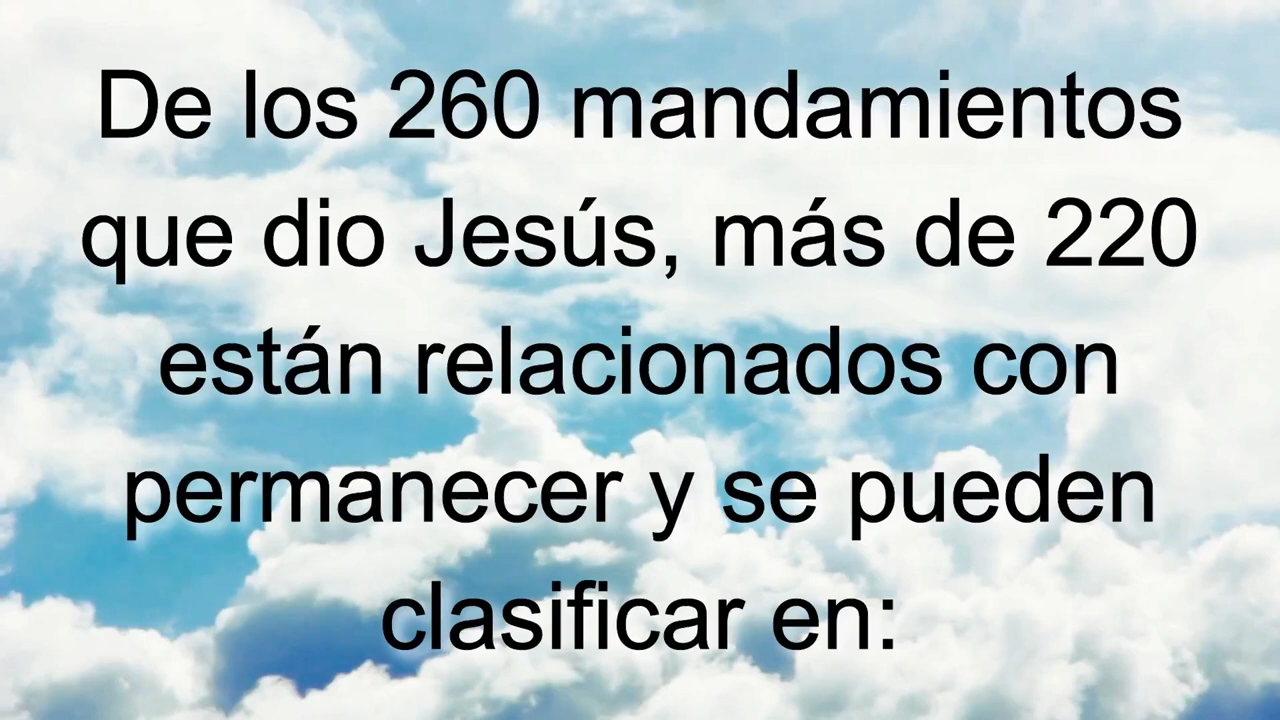 De los 260 mandamientos
que dio Jesús, más de 220
están relacionados con
permanecer y se pueden
clasificar en: